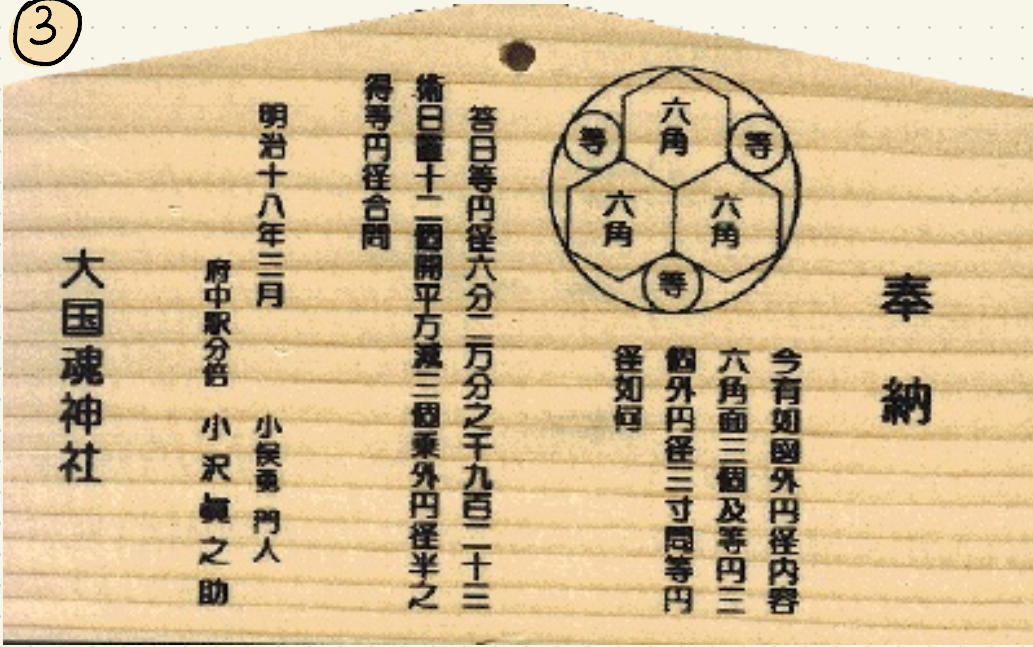 ③
奉納
今有如圖外円径内容
六角面三個及等円三
個外円径三寸問等円
径如何
六角
等
等
六角
六角
等
答曰等円径六分二万分之千九百二十三
術曰置十二個開平方減三個乗外円径半之
得等円径合問
明治十八年三月 小俣勇 門人
府中駅分倍 小沢愼之助
大国魂神社